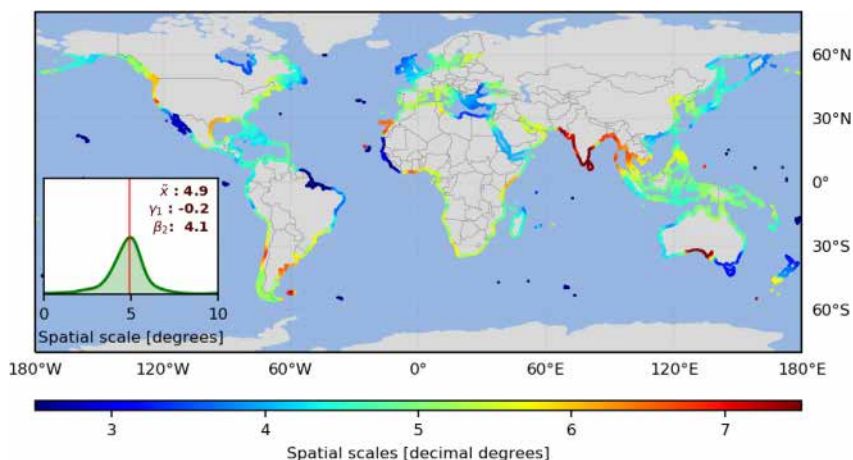 60°N
30°N
0°
30°S
60°S
x̃ : 4.9
γ₁ : -0.2
β₂: 4.1
0 5 10
Spatial scale [degrees]
180°W 120°W 60°W 0° 60°E 120°E 180°E
3 4 5 6 7
Spatial scales [decimal degrees]